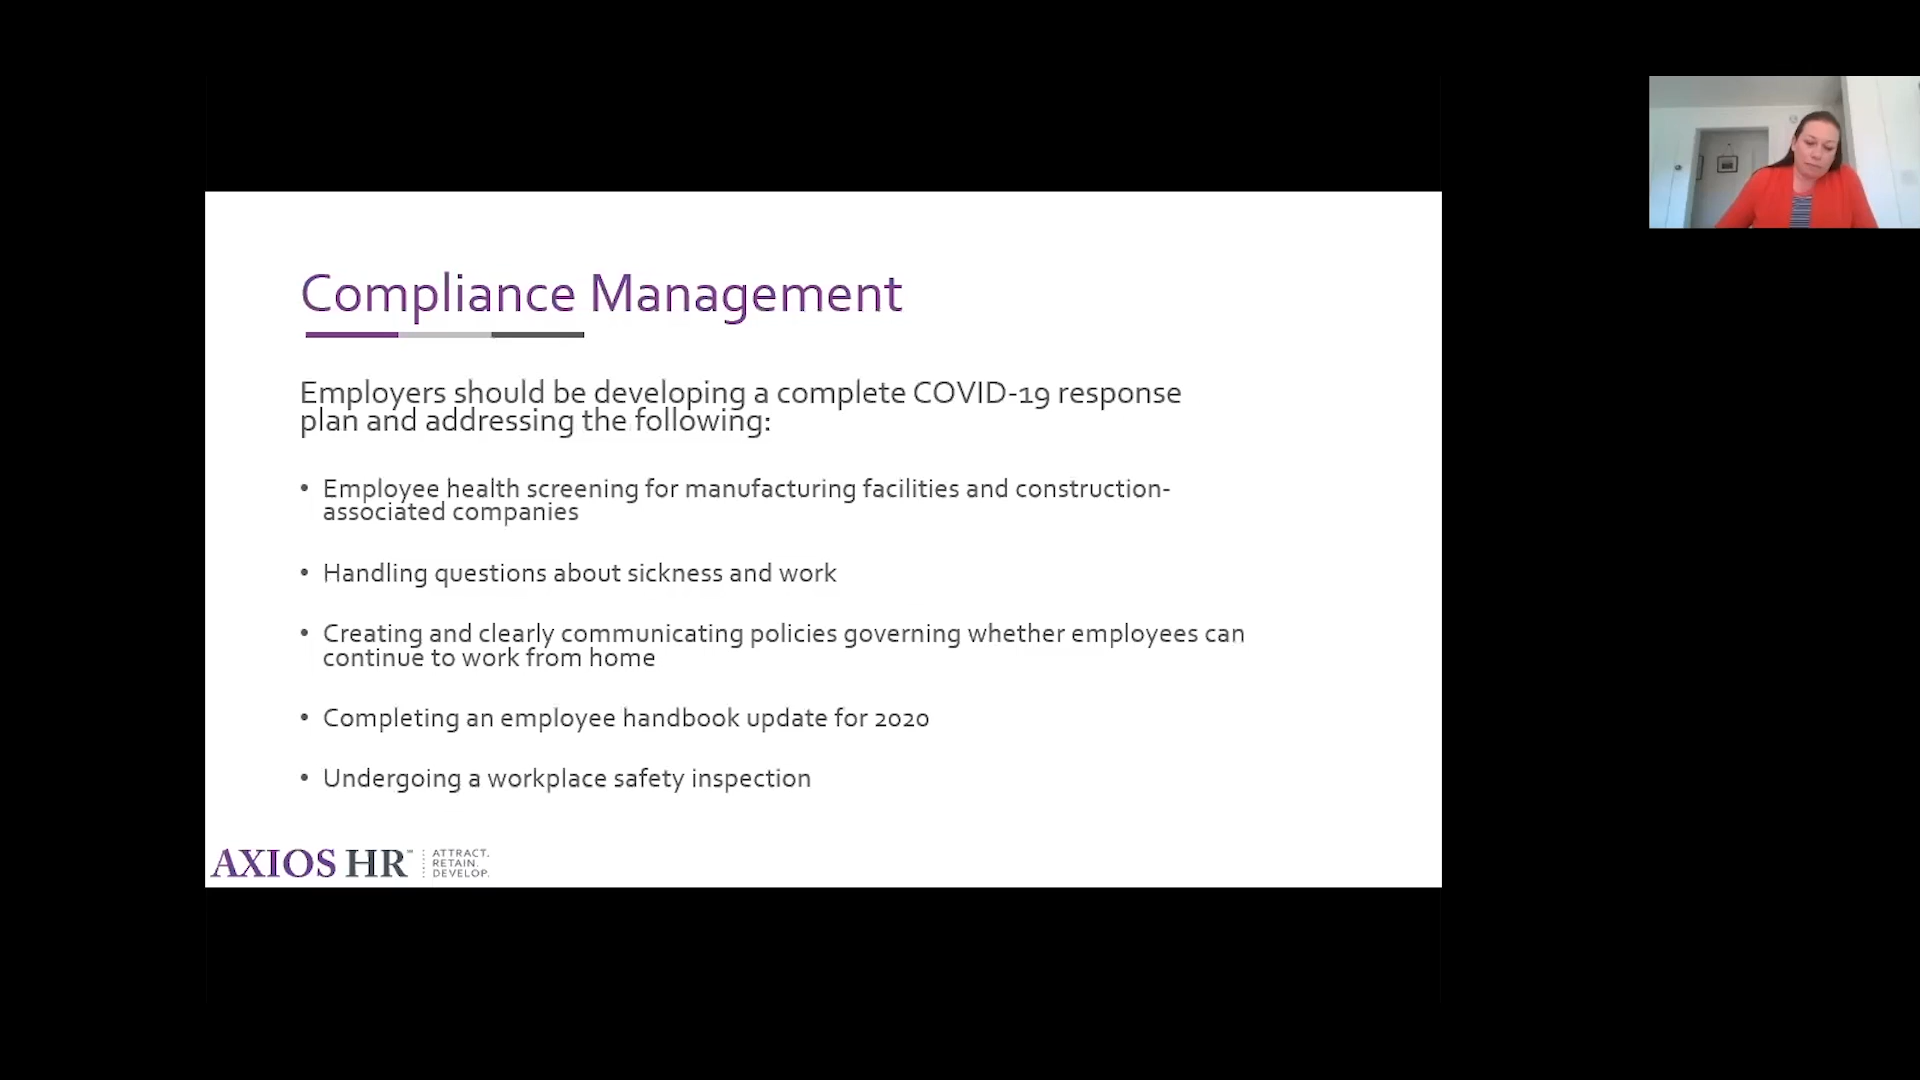 Compliance Management
Employers should be developing a complete COVID-19 response
plan and addressing the following:
• Employee health screening for manufacturing facilities and construction-
associated companies
• Handling questions about sickness and work
• Creating and clearly communicating policies governing whether employees can
continue to work from home
• Completing an employee handbook update for 2020
• Undergoing a workplace safety inspection
AXIOS HR
ATTRACT.
RETAIN.
DEVELOP.